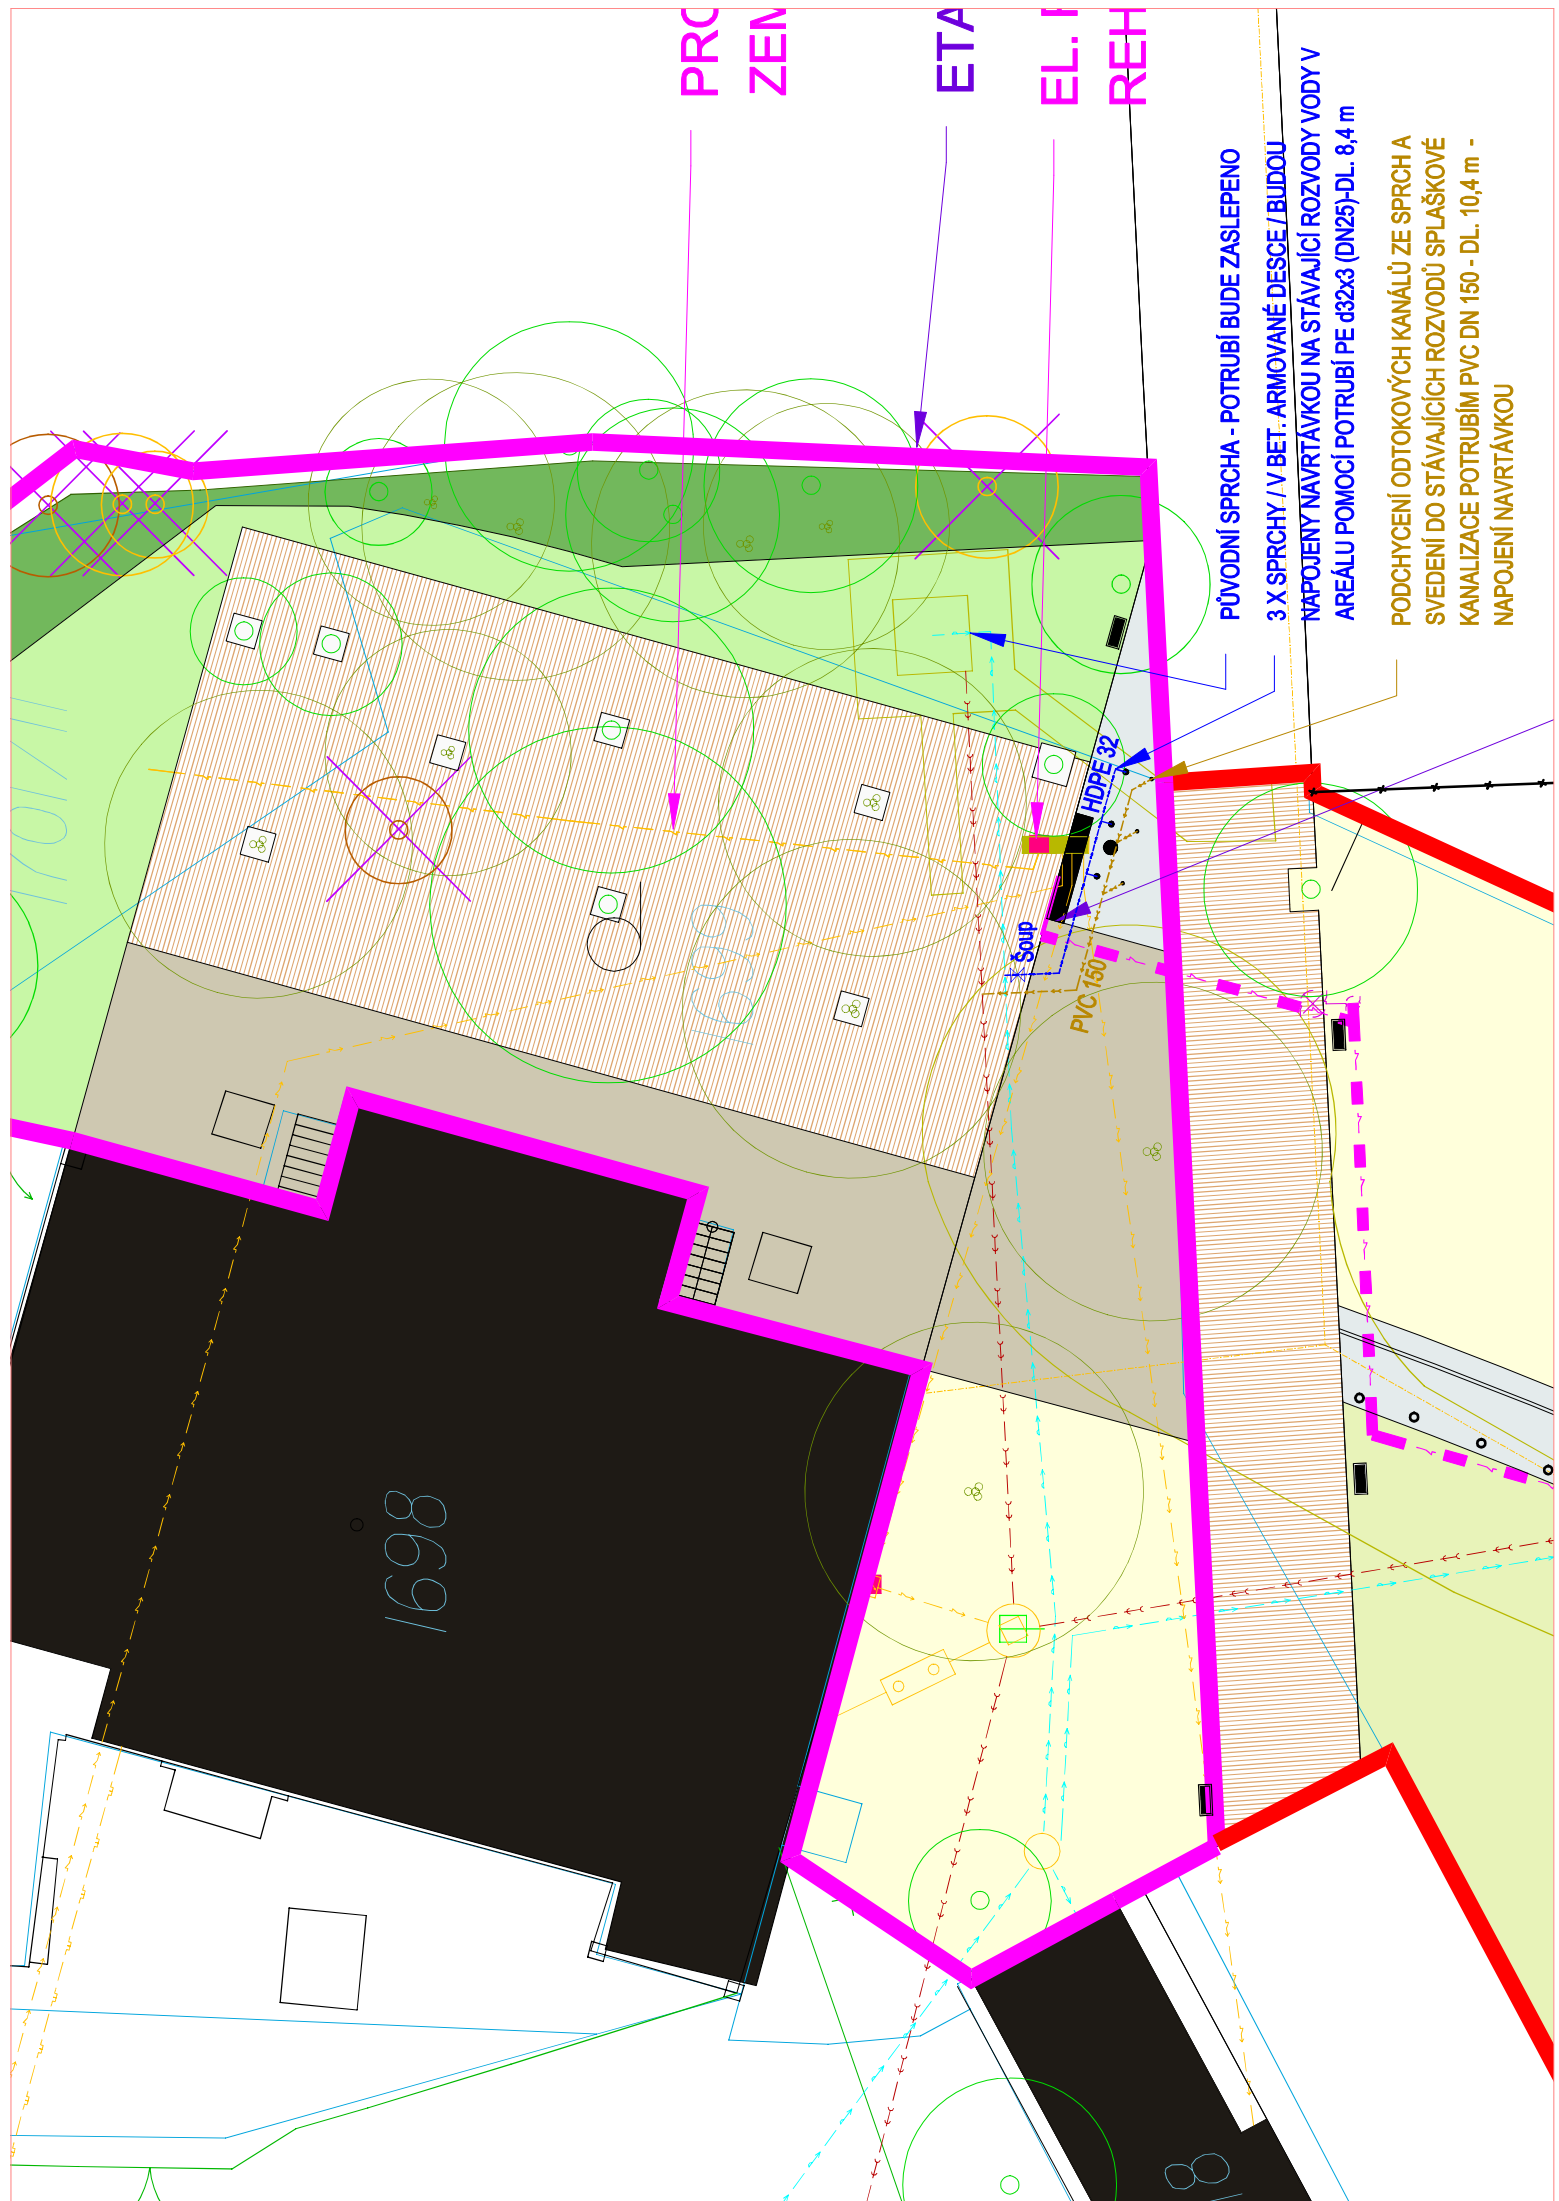 PŮVODNÍ SPRCHA - POTRUBÍ BUDE ZASLEPENO
3 X SPRCHY / V BET. ARMOVANÉ DESCE / BUDOU
NAPOJENY NAVRTÁVKOU NA STÁVAJÍCÍ ROZVODY VODY V
AREÁLU POMOCÍ POTRUBÍ PE d32x3 (DN25)-DL. 8,4 m
PODCHYCENÍ ODTOKOVÝCH KANÁLŮ ZE SPRCH A
SVEDENÍ DO STÁVAJÍCÍCH ROZVODŮ SPLAŠKOVÉ
KANALIZACE POTRUBÍM PVC DN 150 - DL. 10,4 m -
NAPOJENÍ NAVRTÁVKOU
HDPE 32
Šoup
PVC 150
1698
1698